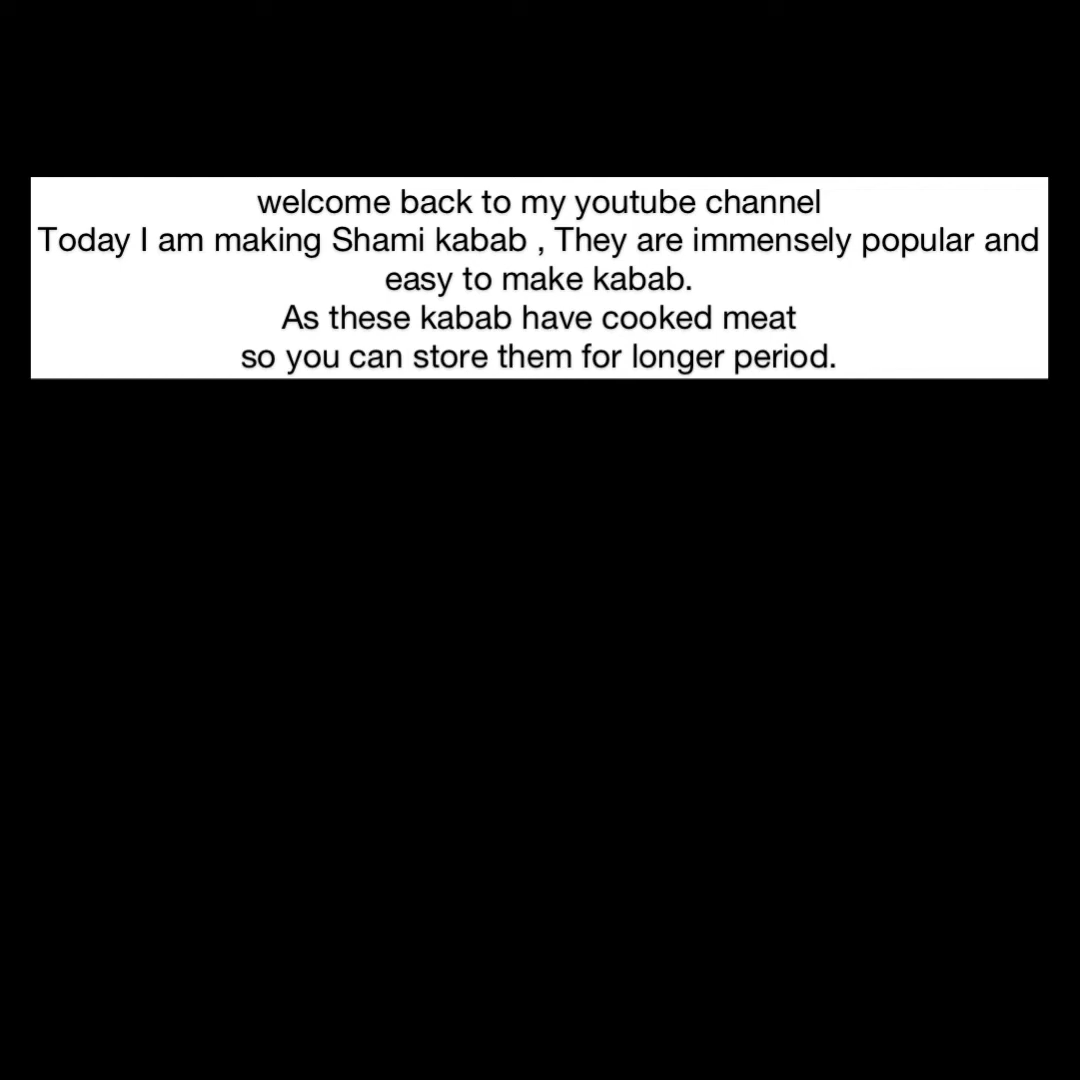 welcome back to my youtube channel
Today I am making Shami kabab , They are immensely popular and
easy to make kabab.
As these kabab have cooked meat
so you can store them for longer period.